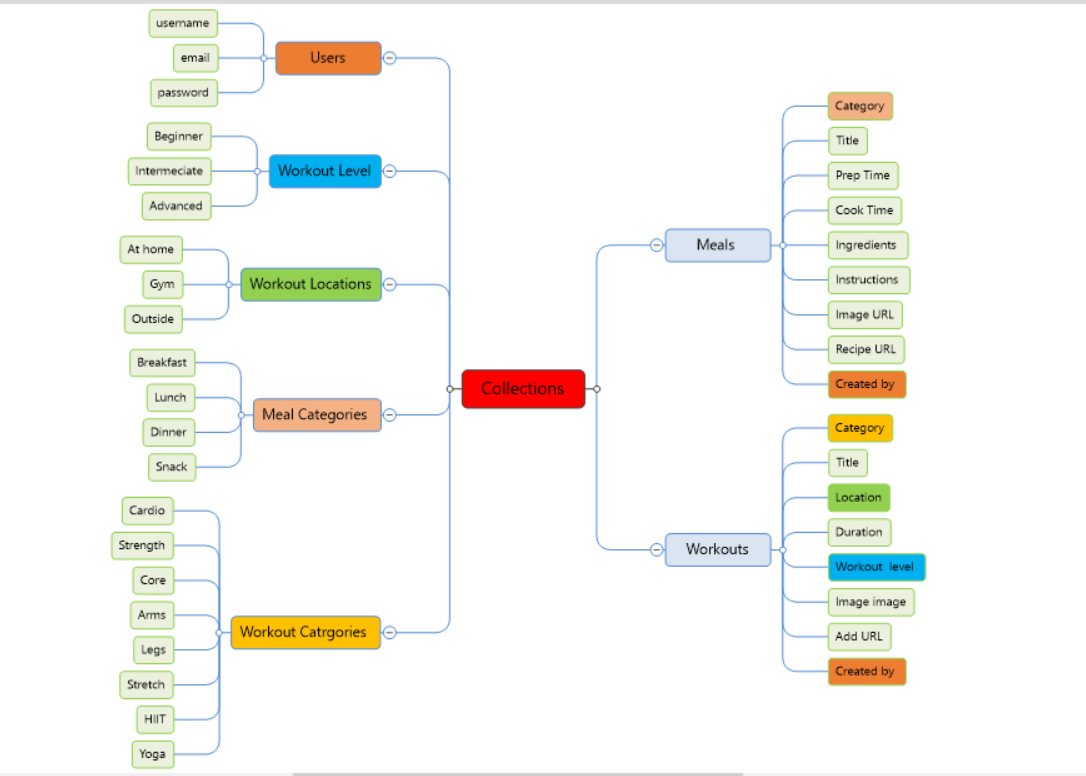 username
email
password
Users
Beginner
Intermeciate
Advanced
Workout Level
At home
Gym
Outside
Workout Locations
Breakfast
Lunch
Dinner
Snack
Meal Categories
Cardio
Strength
Core
Arms
Legs
Stretch
HIIT
Yoga
Workout Catrgories
Collections
Meals
Category
Title
Prep Time
Cook Time
Ingredients
Instructions
Image URL
Recipe URL
Created by
Workouts
Category
Title
Location
Duration
Workout level
Image image
Add URL
Created by